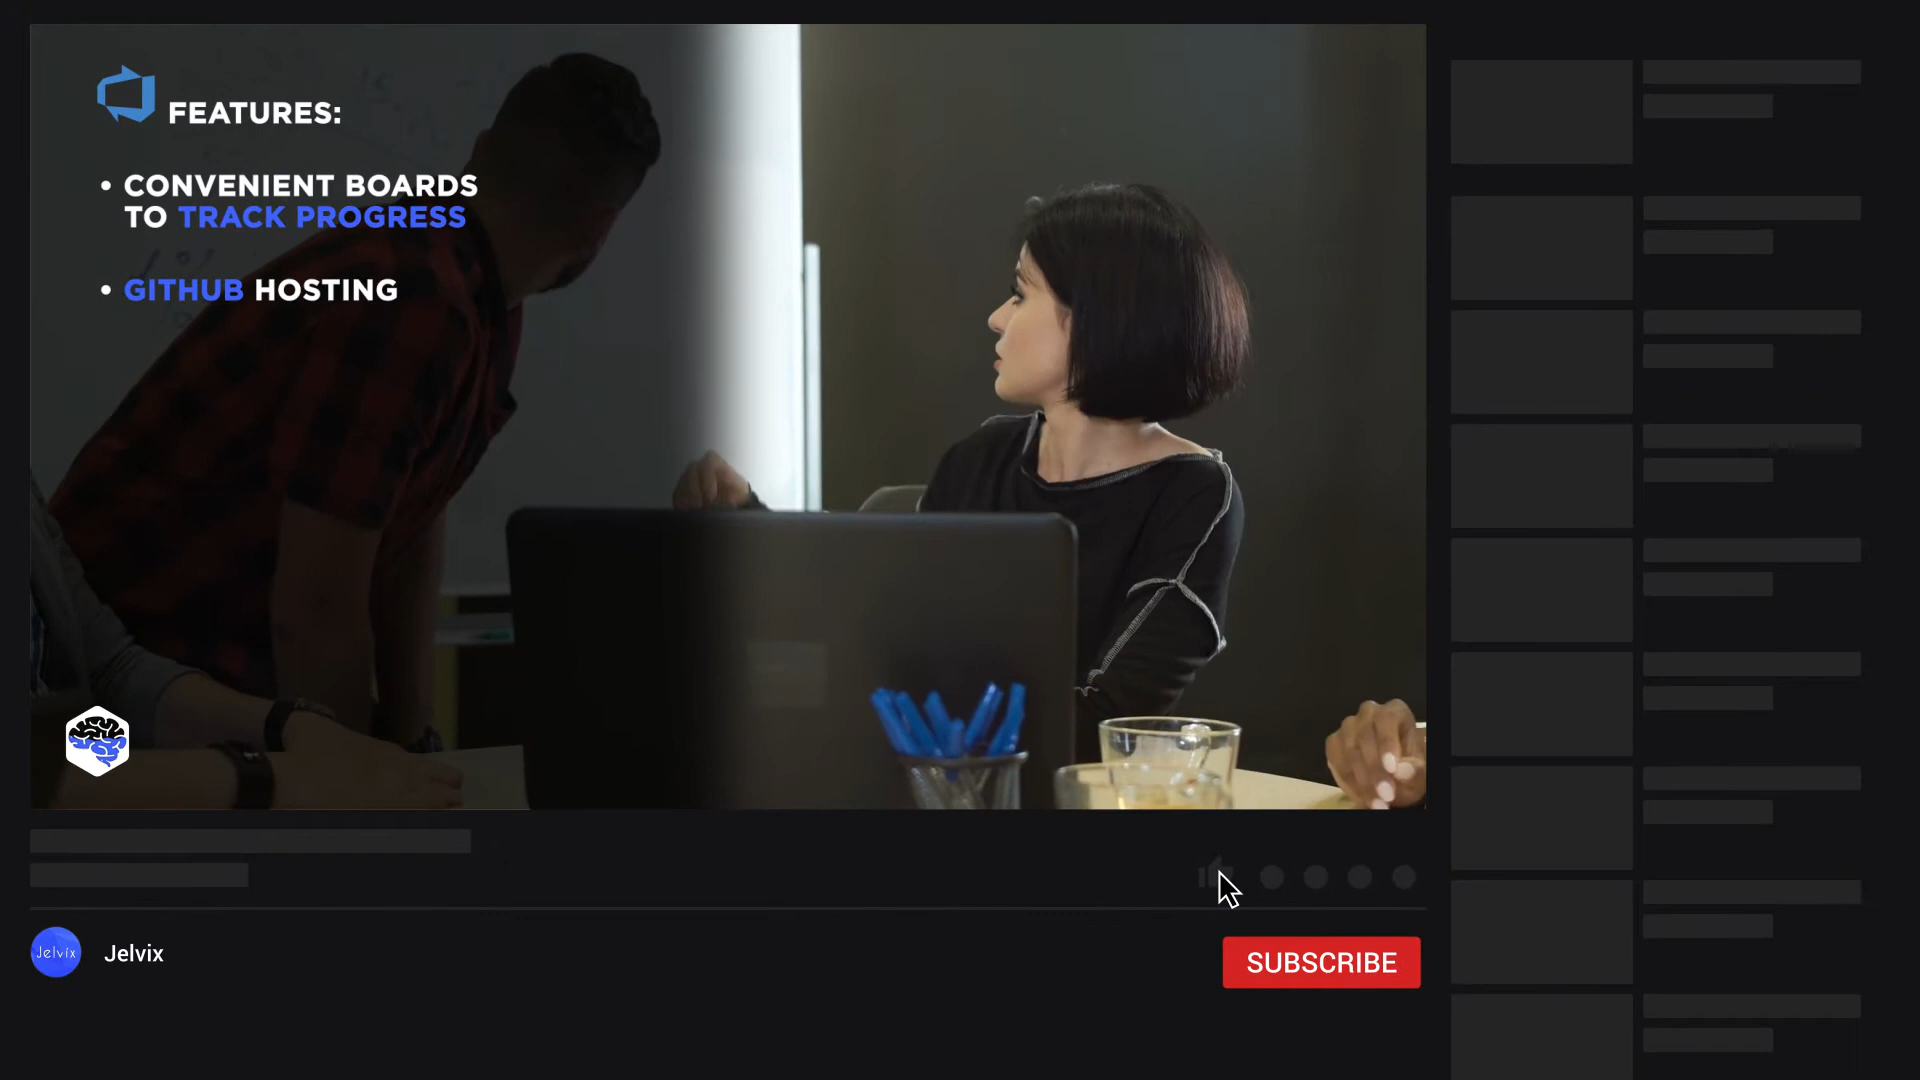 FEATURES:
• CONVENIENT BOARDS
TO TRACK PROGRESS
• GITHUB HOSTING
Jelvix
Jelvix
SUBSCRIBE